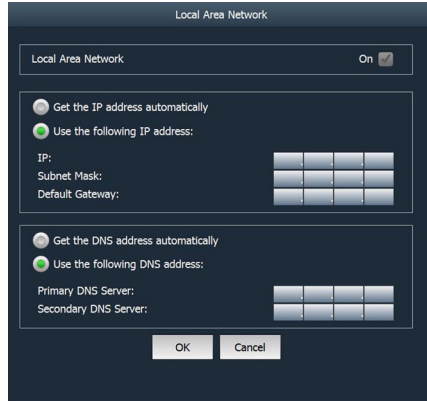 Local Area Network
Local Area Network On
Get the IP address automatically
Use the following IP address:
IP:
Subnet Mask:
Default Gateway:
Get the DNS address automatically
Use the following DNS address:
Primary DNS Server:
Secondary DNS Server:
OK Cancel